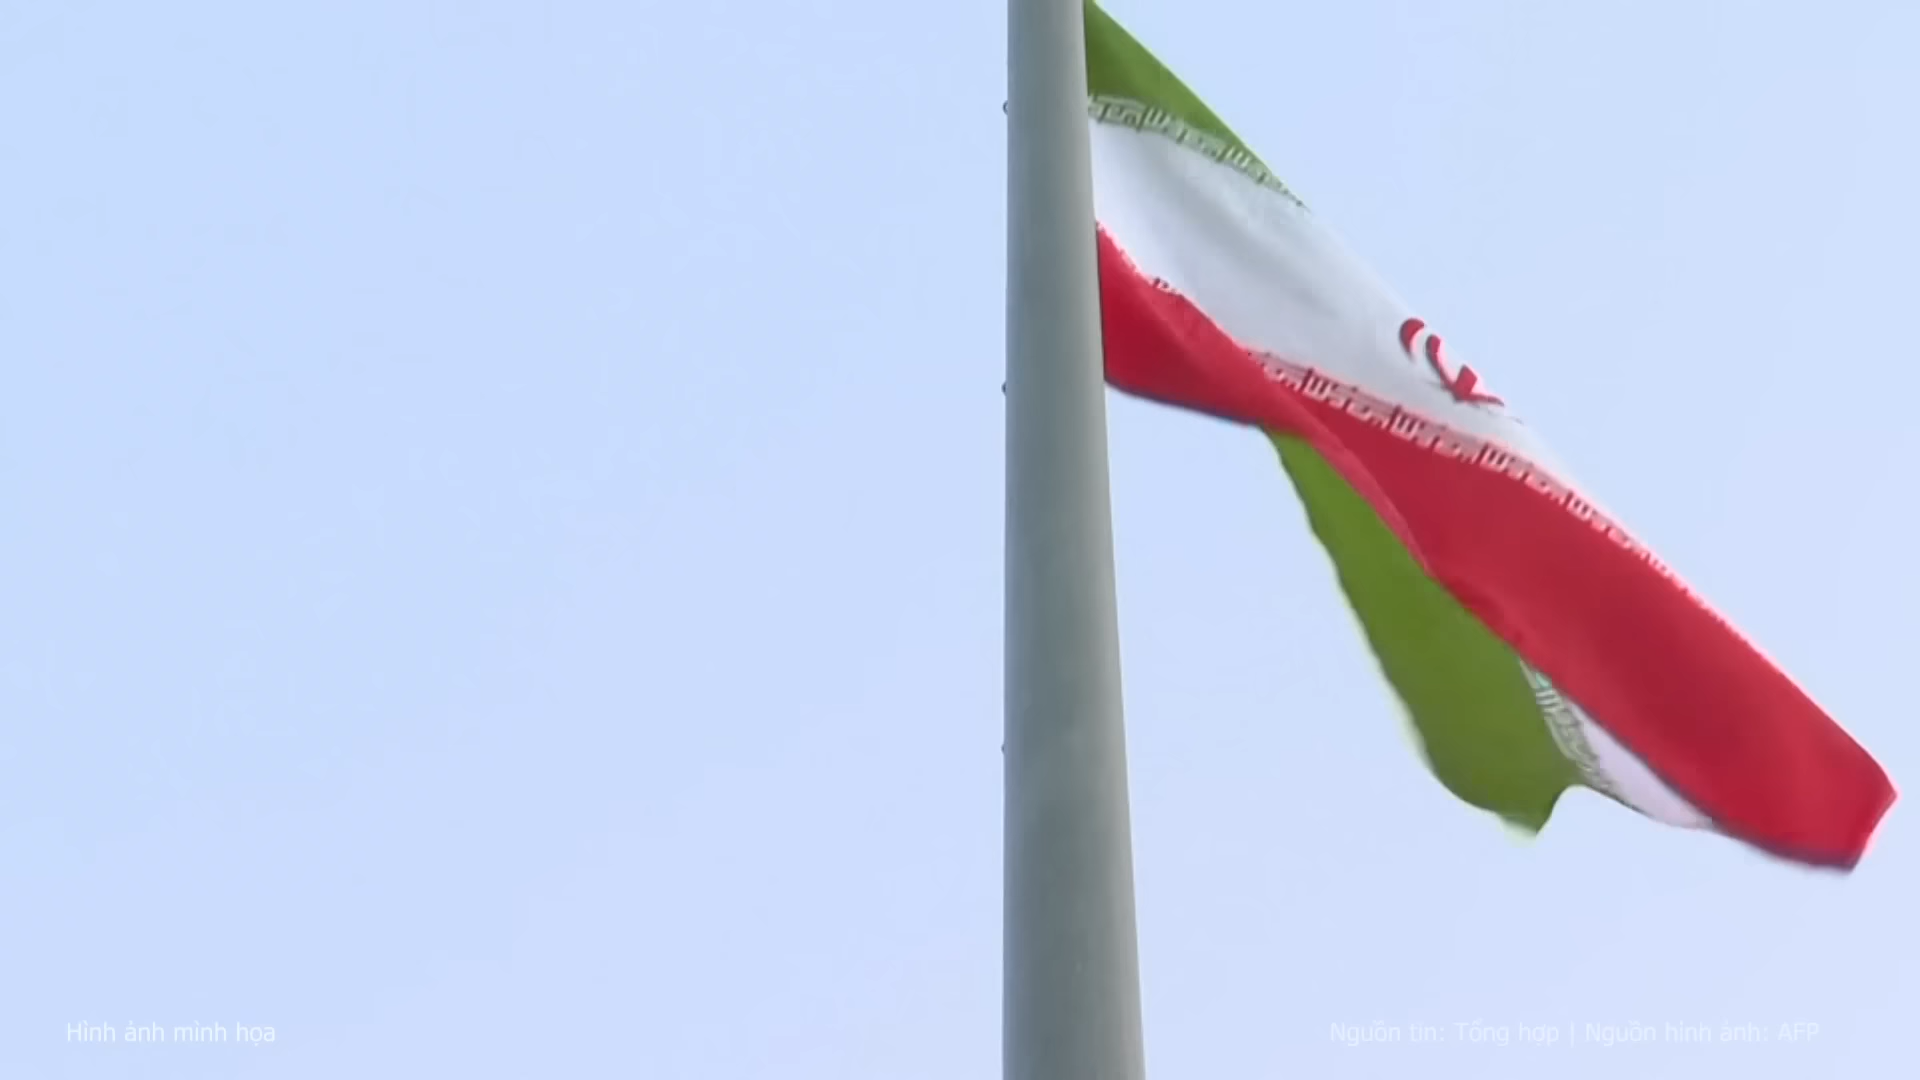 Hình ảnh minh họa
Nguồn tin: Tổng hợp | Nguồn hình ảnh: AFP